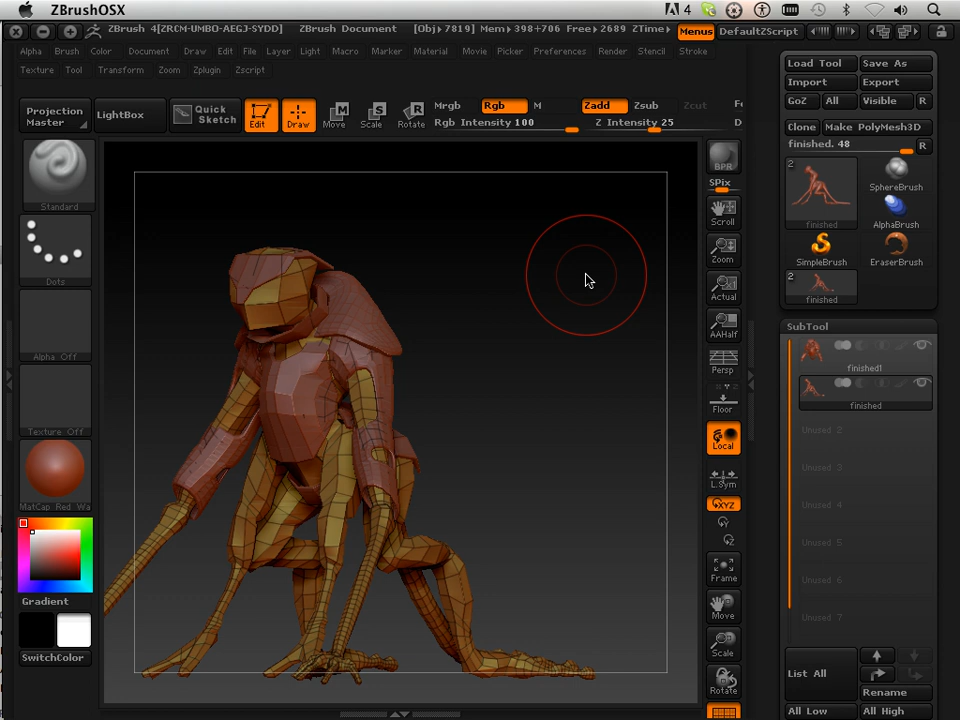 ZBrushOSX
4
ZBrush 4[ZRCM-UMBO-AEGJ-SYDD]
ZBrush Document
[Obj▸7819] Mem▸398+706 Free▸2689 ZTime▸
Menus
DefaultZScript
Alpha Brush Color Document Draw Edit File Layer Light Macro Marker Material Movie Picker Preferences Render Stencil Stroke
Texture Tool Transform Zoom Zplugin Zscript
Projection Master
LightBox
Quick Sketch
Edit
Draw
Move
Scale
Rotate
Mrgb Rgb M
Rgb Intensity 100
Zadd Zsub Zcut
Z Intensity 25
Standard
Dots
Alpha Off
Texture Off
MatCap Red Wa
Gradient
SwitchColor
BPR
SPix
Scroll
Zoom
Actual
AAHalf
Persp
Floor
Local
L.Sym
XYZ
Y
Z
Frame
Move
Scale
Rotate
Load Tool Save As
Import Export
GoZ All Visible R
Clone Make PolyMesh3D
finished. 48 R
2
finished
SphereBrush
AlphaBrush
SimpleBrush
EraserBrush
2
finished
SubTool
finished1
finished
Unused 2
Unused 3
Unused 4
Unused 5
Unused 6
Unused 7
List All
Rename
All Low All High